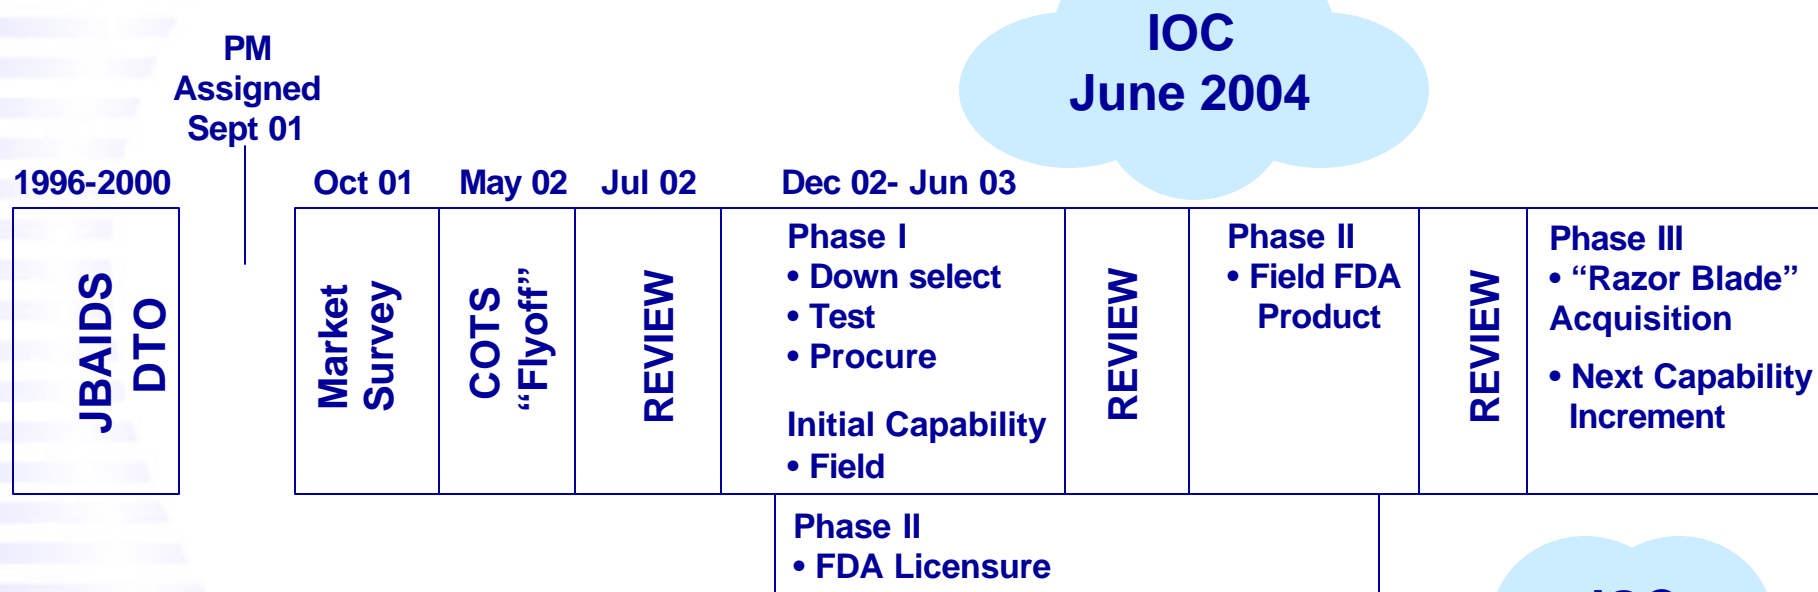 IOC
June 2004
PM
Assigned
Sept 01
1996-2000
Oct 01
May 02
Jul 02
Dec 02- Jun 03
JBAIDS
DTO
Market
Survey
COTS
“Flyoff”
REVIEW
Phase I
• Down select
• Test
• Procure
Initial Capability
• Field
REVIEW
Phase II
• Field FDA
Product
REVIEW
Phase III
• “Razor Blade”
Acquisition
• Next Capability
Increment
Phase II
• FDA Licensure